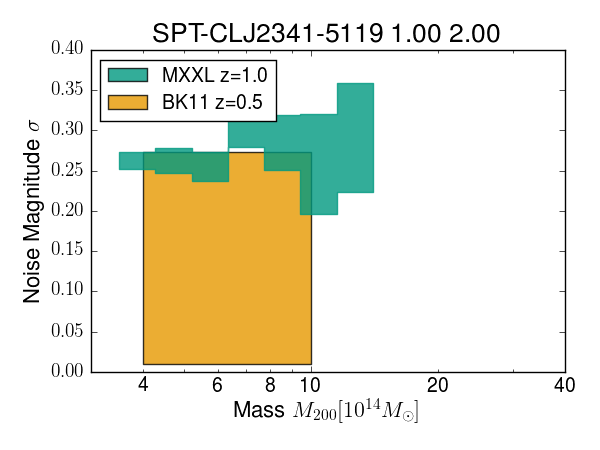 SPT-CLJ2341-5119 1.00 2.00
MXXL z=1.0
BK11 z=0.5
Noise Magnitude σ
0.40
0.35
0.30
0.25
0.20
0.15
0.10
0.05
0.00
4 6 8 10 20 40
Mass M₂₀₀[10¹⁴M⊙]